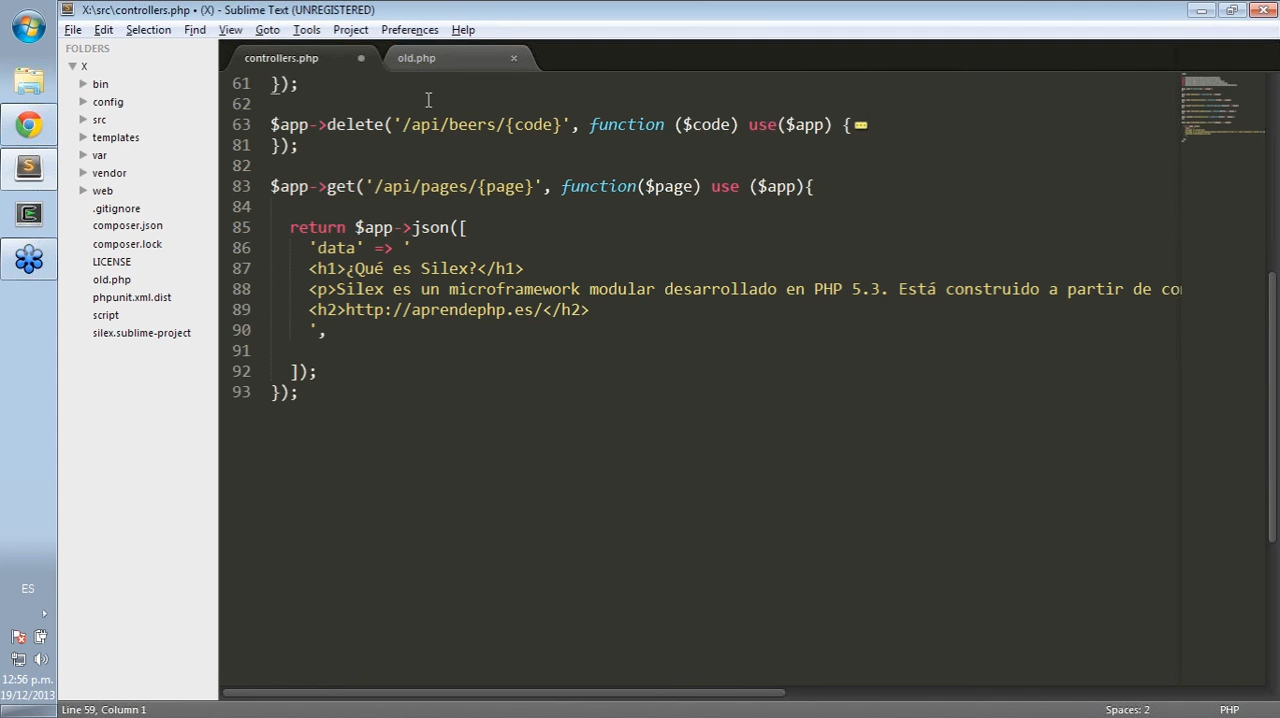 X:\src\controllers.php • (X) - Sublime Text (UNREGISTERED)
File Edit Selection Find View Goto Tools Project Preferences Help
FOLDERS
X
bin
config
src
templates
var
vendor
web
.gitignore
composer.json
composer.lock
LICENSE
old.php
phpunit.xml.dist
script
silex.sublime-project
controllers.php
old.php
61 });
62
63 $app->delete('/api/beers/{code}', function ($code) use($app) {
81 });
82
83 $app->get('/api/pages/{page}', function($page) use ($app){
84
85 return $app->json([
86 'data' => '
87 <h1>¿Qué es Silex?</h1>
88 <p>Silex es un microframework modular desarrollado en PHP 5.3. Está construido a partir de
89 <h2>http://aprendephp.es/</h2>
90 ',
91
92 ]);
93 });
ES
12:56 p.m.
19/12/2013
Line 59, Column 1
Spaces: 2
PHP